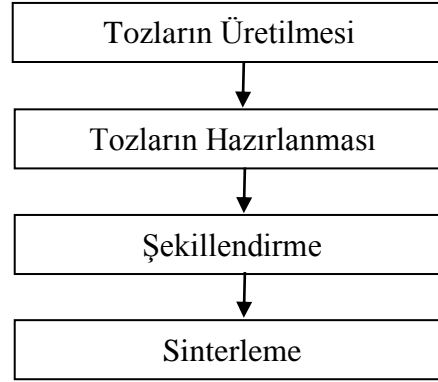 Tozların Üretilmesi
Tozların Hazırlanması
Şekillendirme
Sinterleme